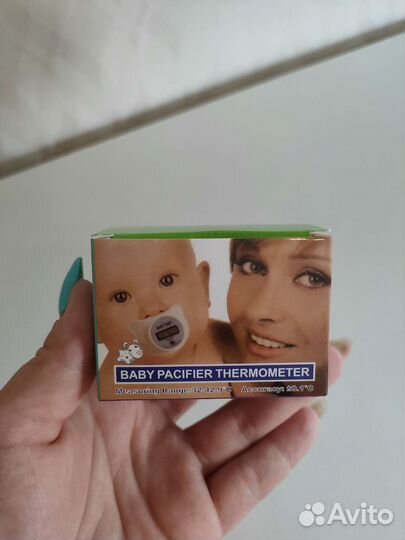 BABY PACIFIER THERMOMETER
Measuring Range:32-42.9°C Accuracy: ±0.1°C
Avito